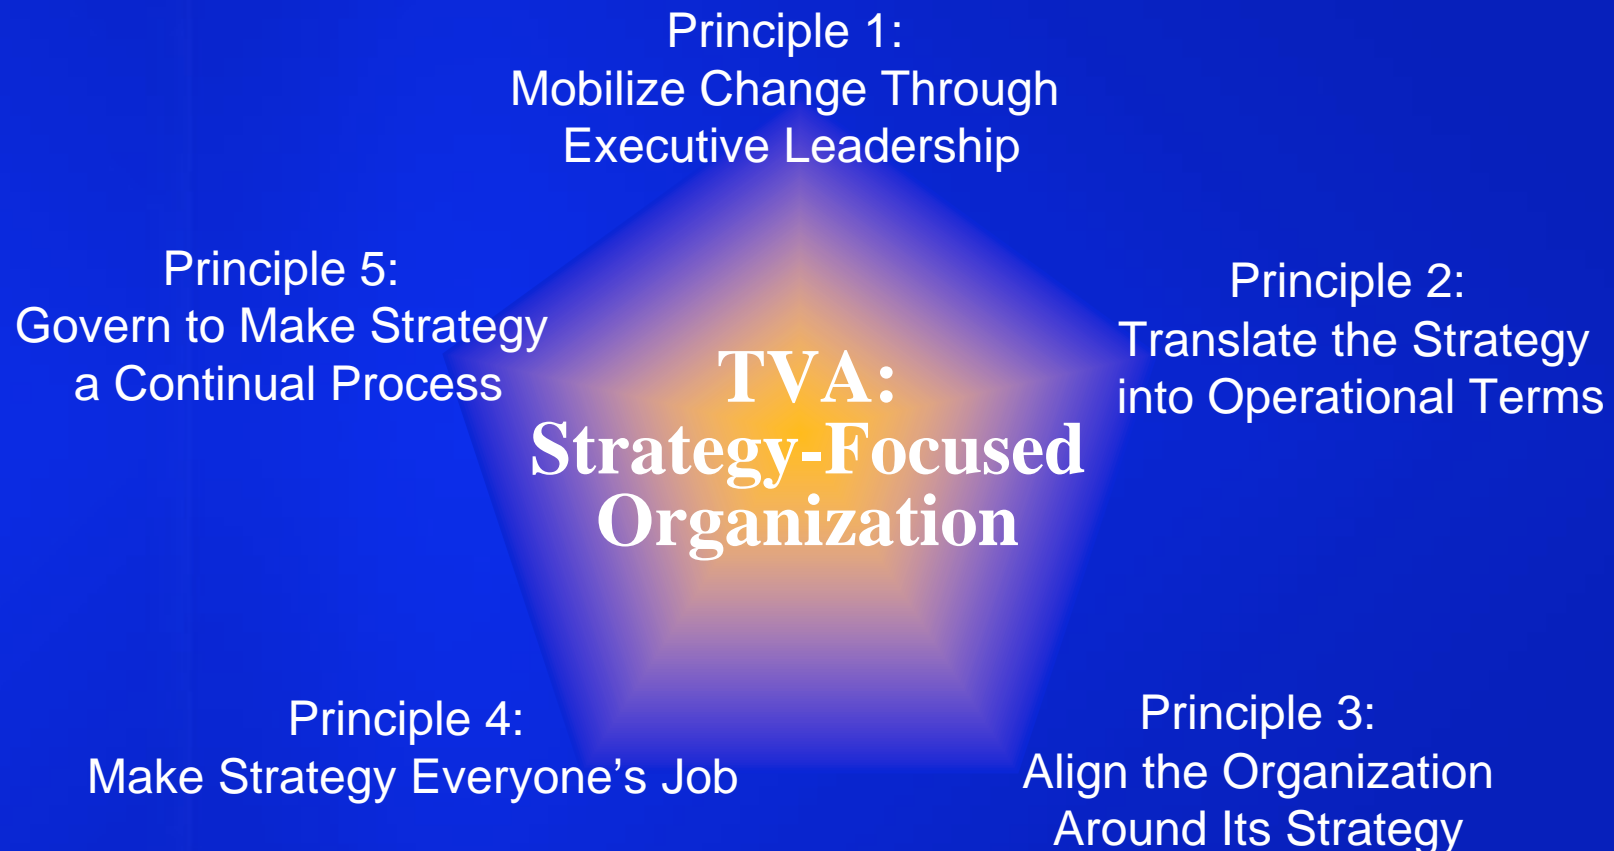 Principle 1:
Mobilize Change Through
Executive Leadership
Principle 5:
Govern to Make Strategy
a Continual Process
Principle 2:
Translate the Strategy
into Operational Terms
TVA:
Strategy-Focused
Organization
Principle 4:
Make Strategy Everyone’s Job
Principle 3:
Align the Organization
Around Its Strategy